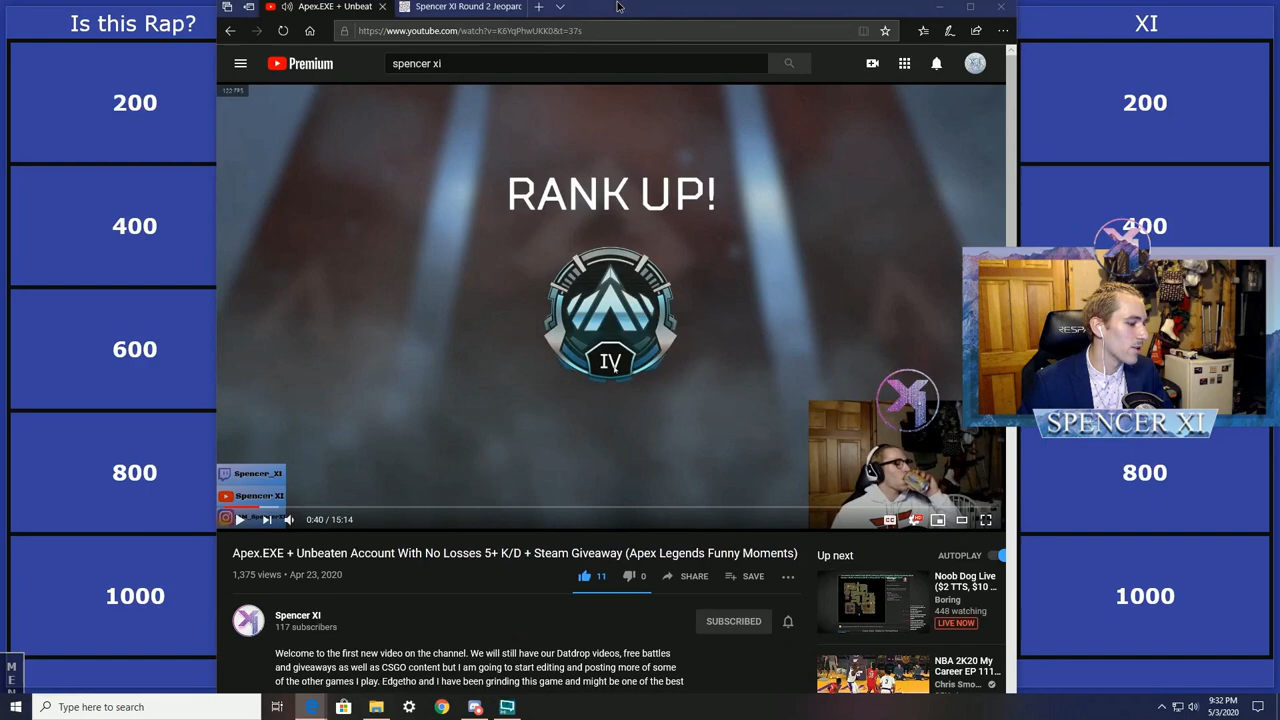 Is this Rap?
200
400
600
800
1000
MEN
Apex.EXE + Unbeat
Spencer XI Round 2 Jeopard
https://www.youtube.com/watch?v=K6YqPhwUKK0&t=37s
Premium
spencer xi
122 FPS
RANK UP!
IV
Spencer_XI
Spencer XI
0:40 / 15:14
CC
HD
Apex.EXE + Unbeaten Account With No Losses 5+ K/D + Steam Giveaway (Apex Legends Funny Moments)
1,375 views • Apr 23, 2020
11
0
SHARE
SAVE
Spencer XI
117 subscribers
SUBSCRIBED
Welcome to the first new video on the channel. We will still have our Datdrop videos, free battles
and giveaways as well as CSGO content but I am going to start editing and posting more of some
of the other games I play. Edgetho and I have been grinding this game and might be one of the best
Up next
AUTOPLAY
Noob Dog Live
($2 TTS, $10 ...
Boring
448 watching
LIVE NOW
NBA 2K20 My
Career EP 111...
Chris Smo...
XI
200
400
RESPA
SPENCER XI
800
1000
Type here to search
9:32 PM
5/3/2020